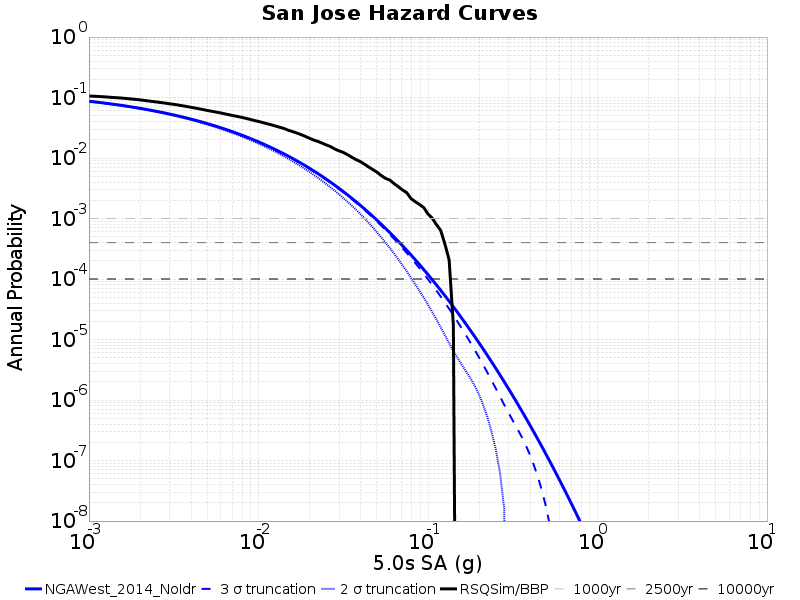 San Jose Hazard Curves
10^0
10^-1
10^-2
10^-3
10^-4
10^-5
10^-6
10^-7
10^-8
Annual Probability
10^-3 10^-2 10^-1 10^0 10^1
5.0s SA (g)
NGAWest_2014_NoIdr 3 σ truncation 2 σ truncation RSQSim/BBP 1000yr 2500yr 10000yr